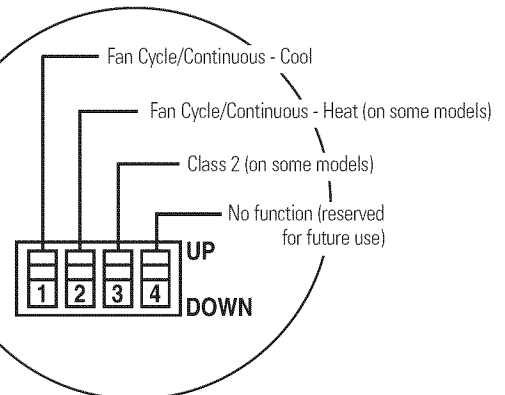 Fan Cycle/Continuous - Cool
Fan Cycle/Continuous - Heat (on some models)
Class 2 (on some models)
No function (reserved
for future use)
UP
1 2 3 4
DOWN